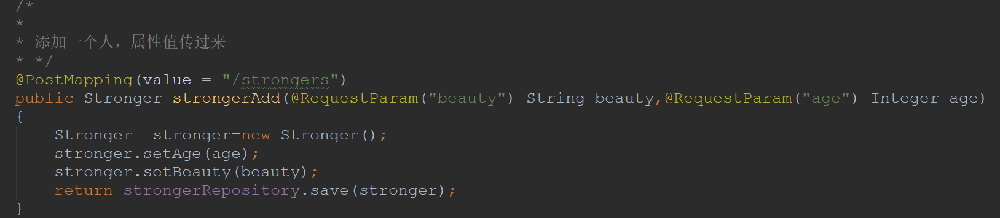 /*
*
* 添加一个人，属性值传过来
* */
@PostMapping(value = "/strongers")
public Stronger strongerAdd(@RequestParam("beauty") String beauty,@RequestParam("age") Integer age)
{
    Stronger  stronger=new Stronger();
    stronger.setAge(age);
    stronger.setBeauty(beauty);
    return strongerRepository.save(stronger);
}